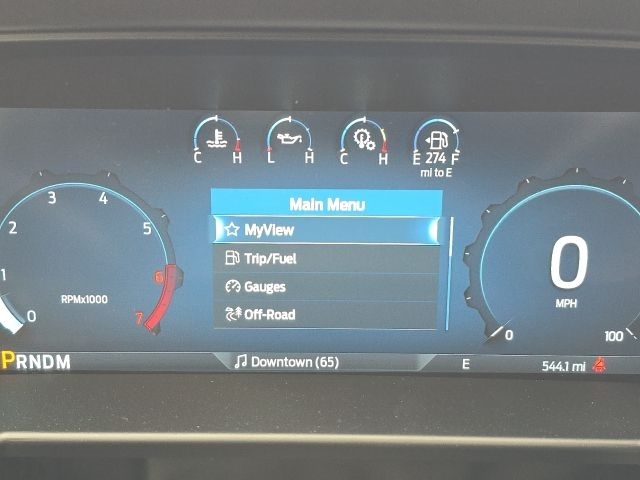 C H L H C H E 274 F
mi to E
Main Menu
MyView
Trip/Fuel
Gauges
Off-Road
0 1 2 3 4 5 6 7
RPMx1000
0
MPH
0 100
PRNDM
Downtown (65)
E
544.1 mi